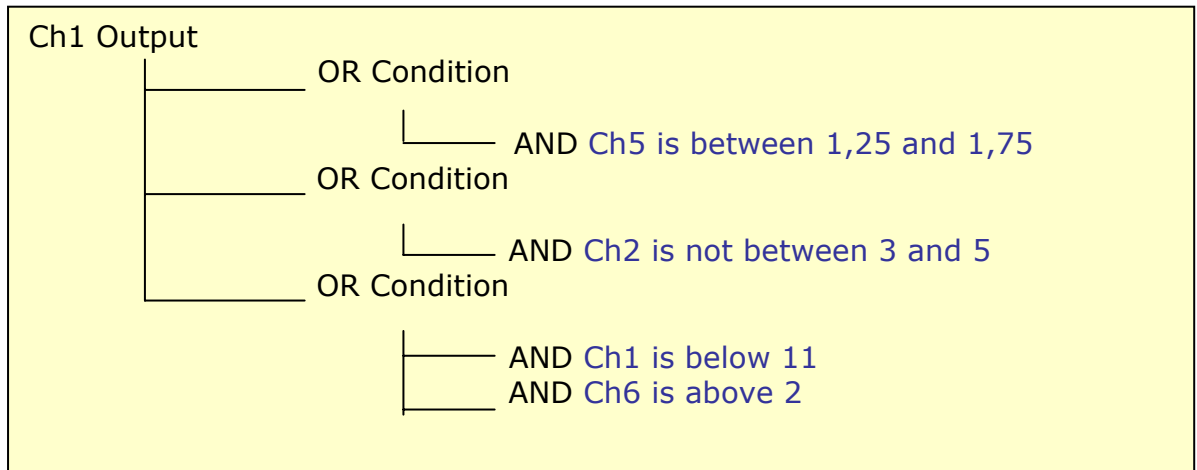 Ch1 Output
OR Condition
AND Ch5 is between 1,25 and 1,75
OR Condition
AND Ch2 is not between 3 and 5
OR Condition
AND Ch1 is below 11
AND Ch6 is above 2